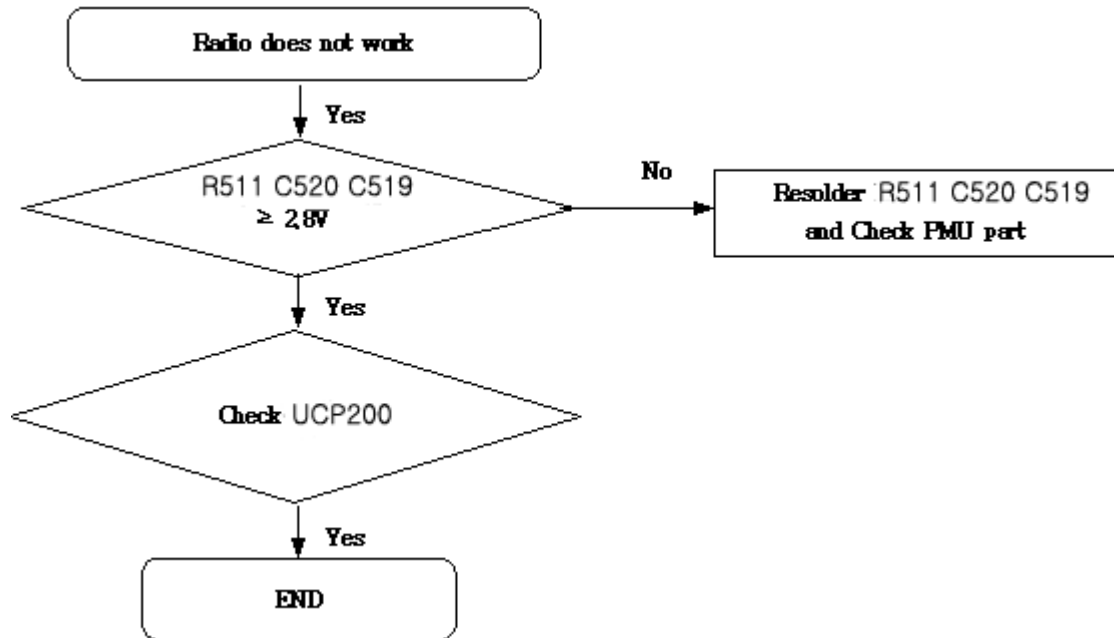 Radio does not work
Yes
R511 C520 C519
≥ 2.8V
No
Resolder R511 C520 C519
and Check PMU part
Yes
Check UCP200
Yes
END